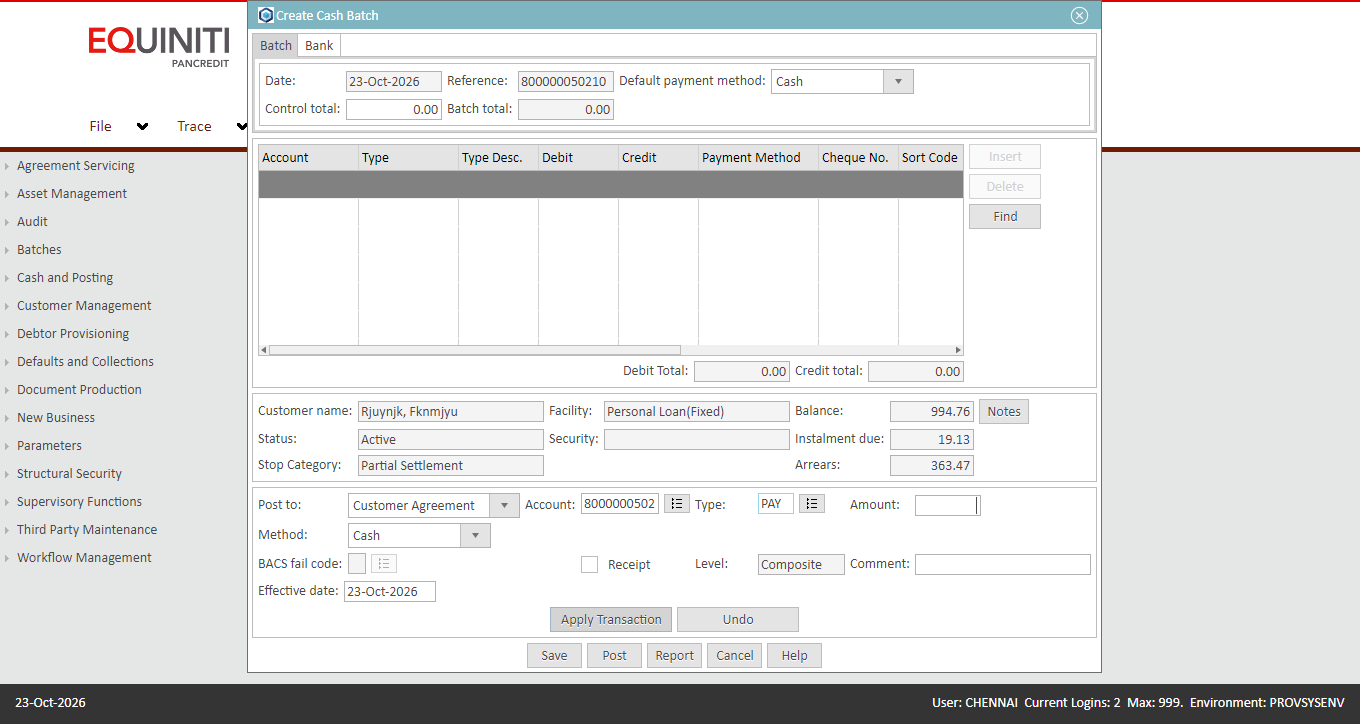 Create Cash Batch
EQUINITI
PANCREDIT
File Trace
Agreement Servicing
Asset Management
Audit
Batches
Cash and Posting
Customer Management
Debtor Provisioning
Defaults and Collections
Document Production
New Business
Parameters
Structural Security
Supervisory Functions
Third Party Maintenance
Workflow Management
Batch Bank
Date: 23-Oct-2026 Reference: 800000050210 Default payment method: Cash
Control total: 0.00 Batch total: 0.00
Account Type Type Desc. Debit Credit Payment Method Cheque No. Sort Code
Insert
Delete
Find
Debit Total: 0.00 Credit total: 0.00
Customer name: Rjuynjk, Fknmjyu Facility: Personal Loan(Fixed) Balance: 994.76 Notes
Status: Active Security: Instalment due: 19.13
Stop Category: Partial Settlement Arrears: 363.47
Post to: Customer Agreement Account: 8000000502 Type: PAY Amount:
Method: Cash
BACS fail code: Receipt Level: Composite Comment:
Effective date: 23-Oct-2026
Apply Transaction Undo
Save Post Report Cancel Help
23-Oct-2026 User: CHENNAI Current Logins: 2 Max: 999. Environment: PROVSYSENV